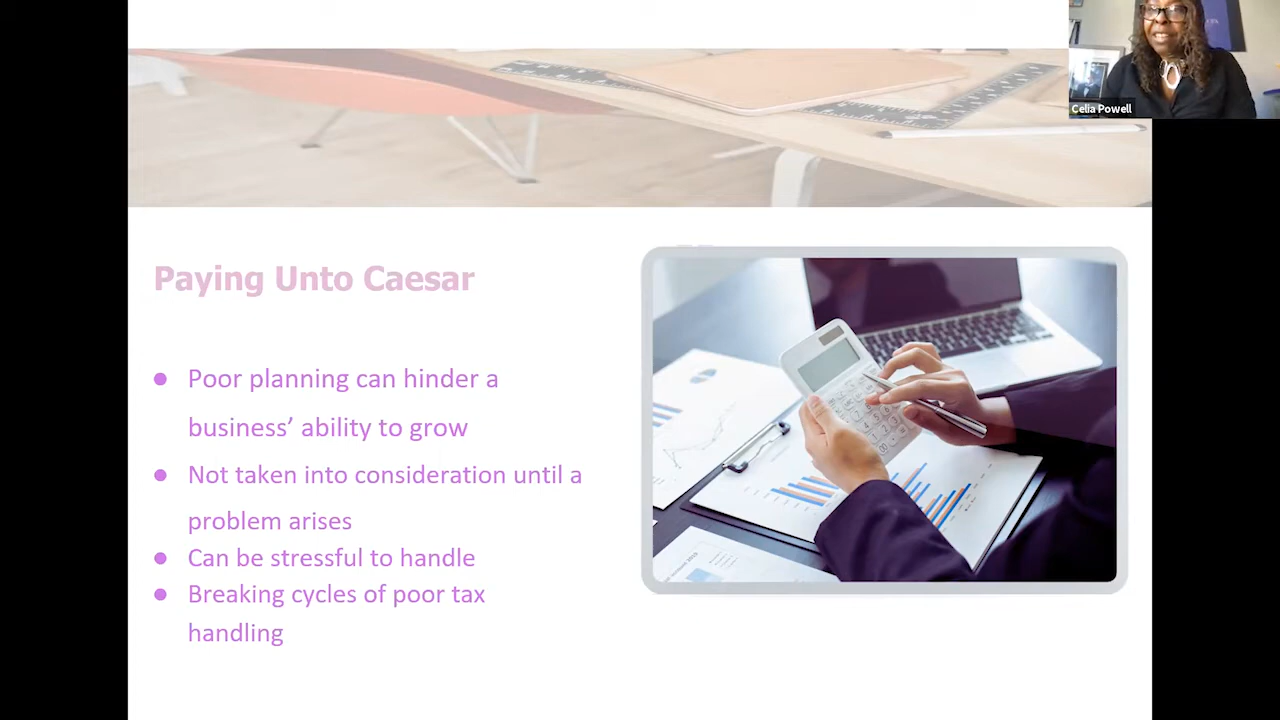 Celia Powell
Paying Unto Caesar
● Poor planning can hinder a
business’ ability to grow
● Not taken into consideration until a
problem arises
● Can be stressful to handle
● Breaking cycles of poor tax
handling